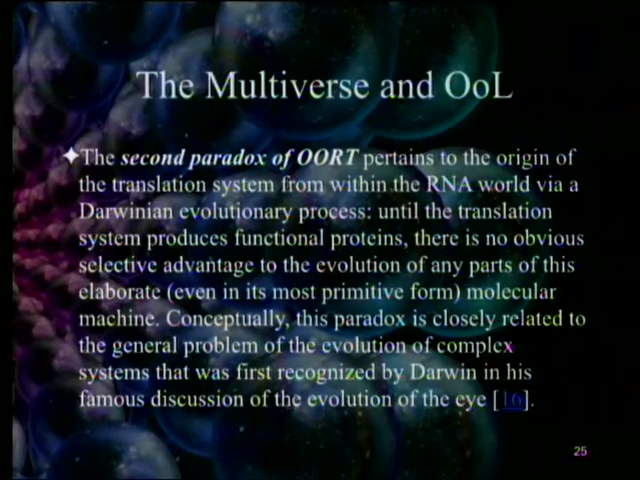 The Multiverse and OoL
The second paradox of OORT pertains to the origin of
the translation system from within the RNA world via a
Darwinian evolutionary process: until the translation
system produces functional proteins, there is no obvious
selective advantage to the evolution of any parts of this
elaborate (even in its most primitive form) molecular
machine. Conceptually, this paradox is closely related to
the general problem of the evolution of complex
systems that was first recognized by Darwin in his
famous discussion of the evolution of the eye [16].
25